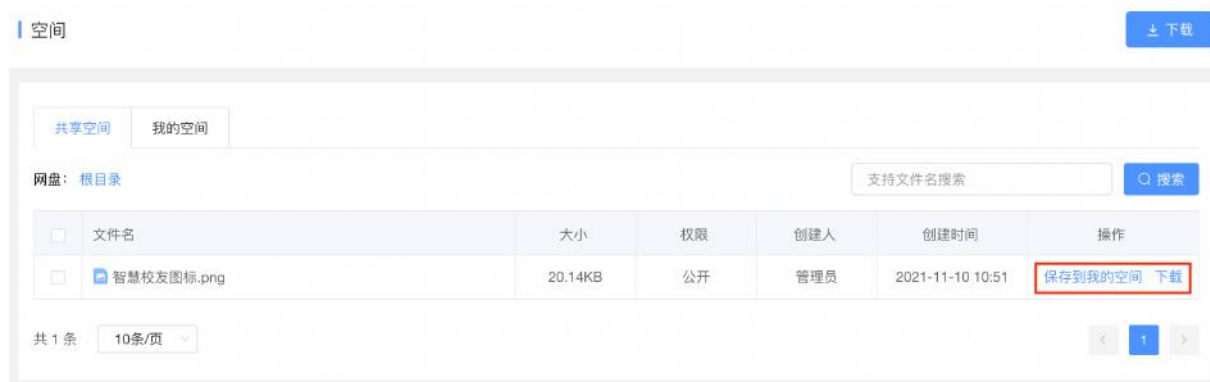 空间
下载
共享空间 我的空间
网盘： 根目录 支持文件名搜索 搜索
文件名 大小 权限 创建人 创建时间 操作
智慧校友图标.png 20.14KB 公开 管理员 2021-11-10 10:51 保存到我的空间 下载
共 1 条 10条/页 1